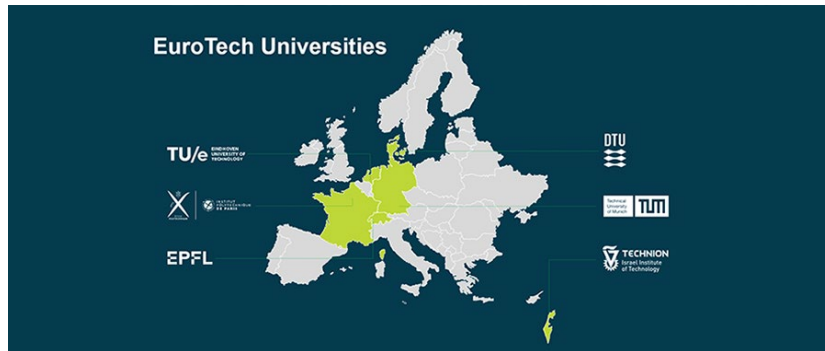 EuroTech Universities
TU/e
EINDHOVEN
UNIVERSITY OF
TECHNOLOGY
INSTITUT
POLYTECHNIQUE
DE PARIS
EPFL
DTU
Technical
University
of Munich
TUM
TECHNION
Israel Institute
of Technology